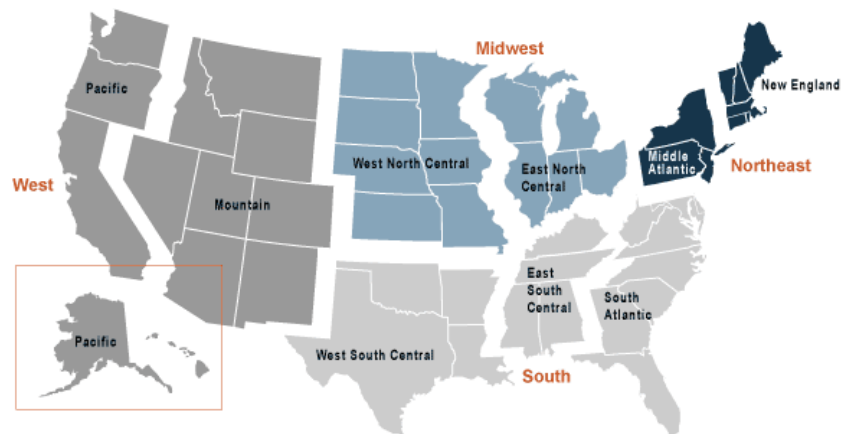 Midwest
Pacific
New England
West North Central
East North
Central
Middle
Atlantic
Northeast
West
Mountain
East
South
Central
South
Atlantic
Pacific
West South Central
South